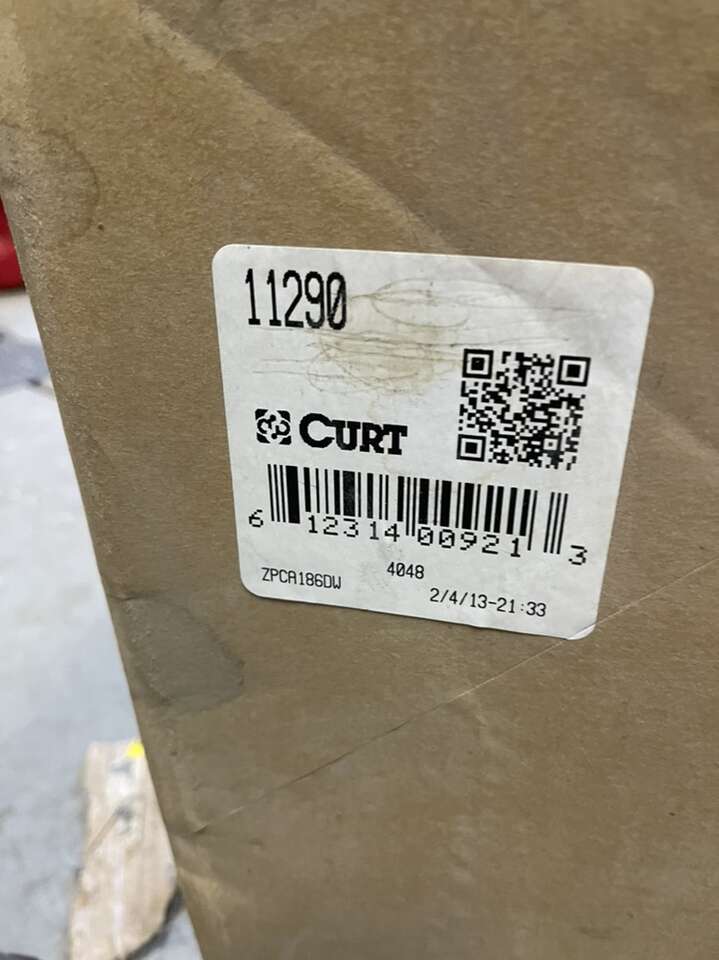 11290
CURT
6 12314 00921 3
ZPCA186DW 4048 2/4/13-21:33